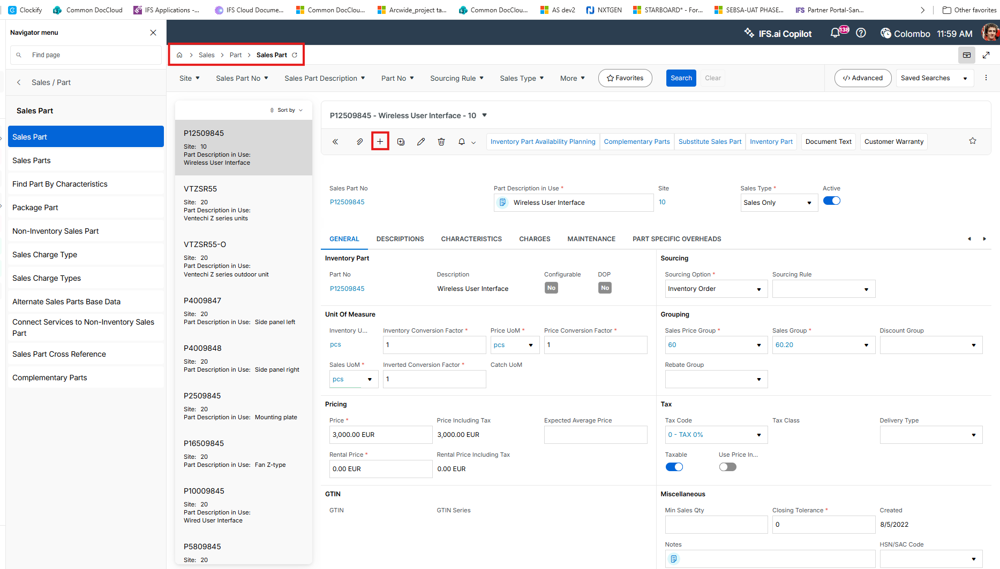 Clockify
Common DocCloud
IFS Applications -...
IFS Cloud Docume...
Common DocClou...
Arcwide_project ta...
Common DocClou...
AS dev2
NXTGEN
STARBOARD* - For...
SEBSA-UAT PHASE...
IFS Partner Portal-San...
Other favorites
Navigator menu
IFS.ai Copilot
138
Colombo 11:59 AM
Find page
Sales > Part > Sales Part
Site
Sales Part No
Sales Part Description
Part No
Sourcing Rule
Sales Type
More
Favorites
Search
Clear
</> Advanced
Saved Searches
Sales / Part
Sales Part
Sales Part
Sales Parts
Find Part By Characteristics
Package Part
Non-Inventory Sales Part
Sales Charge Type
Sales Charge Types
Alternate Sales Parts Base Data
Connect Services to Non-Inventory Sales
Part
Sales Part Cross Reference
Complementary Parts
Sort by
P12509845
Site: 10
Part Description in Use:
Wireless User Interface
VTZSR55
Site: 20
Part Description in Use:
Ventechi Z series units
VTZSR55-O
Site: 20
Part Description in Use:
Ventechi Z series outdoor unit
P4009847
Site: 20
Part Description in Use: Side panel left
P4009848
Site: 20
Part Description in Use: Side panel right
P2509845
Site: 20
Part Description in Use: Mounting plate
P16509845
Site: 20
Part Description in Use: Fan Z-type
P10009845
Site: 20
Part Description in Use:
Wired User Interface
P5809845
Site: 20
P12509845 - Wireless User Interface - 10
Inventory Part Availability Planning
Complementary Parts
Substitute Sales Part
Inventory Part
Document Text
Customer Warranty
Sales Part No
Part Description in Use *
Site
Sales Type *
Active
P12509845
Wireless User Interface
10
Sales Only
GENERAL
DESCRIPTIONS
CHARACTERISTICS
CHARGES
MAINTENANCE
PART SPECIFIC OVERHEADS
Inventory Part
Part No
Description
Configurable
DOP
P12509845
Wireless User Interface
No
No
Sourcing
Sourcing Option *
Sourcing Rule
Inventory Order
Unit Of Measure
Inventory U...
Inventory Conversion Factor *
Price UoM *
Price Conversion Factor *
pcs
1
pcs
1
Sales UoM *
Inverted Conversion Factor *
Catch UoM
pcs
1
Grouping
Sales Price Group *
Sales Group *
Discount Group
60
60.20
Rebate Group
Pricing
Price *
Price Including Tax
Expected Average Price
3,000.00 EUR
3,000.00 EUR
Rental Price *
Rental Price Including Tax
0.00 EUR
0.00 EUR
Tax
Tax Code
Tax Class
Delivery Type
0 - TAX 0%
Taxable
Use Price In...
GTIN
GTIN
GTIN Series
Miscellaneous
Min Sales Qty
Closing Tolerance *
Created
0
8/5/2022
Notes
HSN/SAC Code